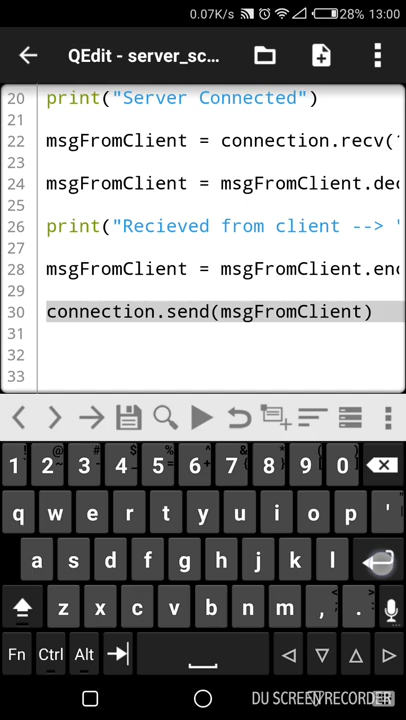 0.07K/s 28% 13:00
QEdit - server_sc...
20 print("Server Connected")
21
22 msgFromClient = connection.recv(
23
24 msgFromClient = msgFromClient.dec
25
26 print("Recieved from client --> "
27
28 msgFromClient = msgFromClient.enc
29
30 connection.send(msgFromClient)
31
32
33
1 2 3 4 5 6 7 8 9 0
q w e r t y u i o p '
a s d f g h j k l
z x c v b n m , .
Fn Ctrl Alt
DU SCREEN RECORDER